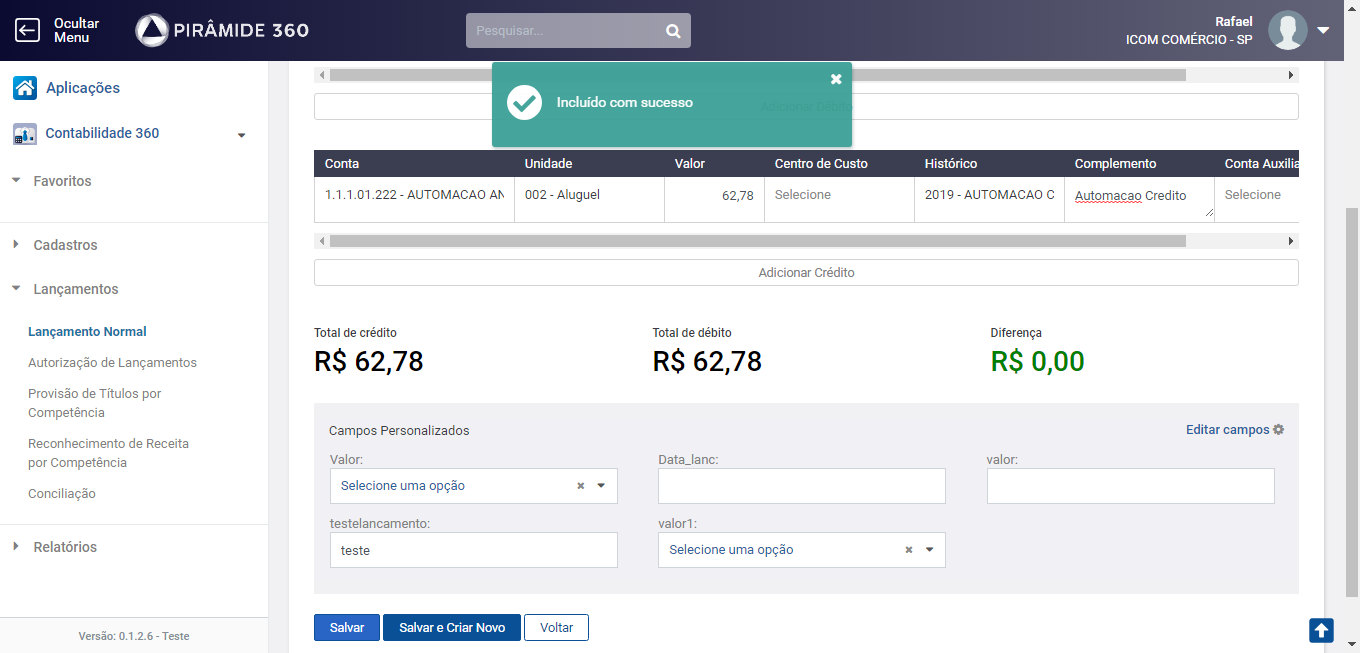 Ocultar
Menu
PIRÂMIDE 360
Pesquisar...
Rafael
ICOM COMÉRCIO - SP
Aplicações
Contabilidade 360
Favoritos
Cadastros
Lançamentos
Lançamento Normal
Autorização de Lançamentos
Provisão de Títulos por
Competência
Reconhecimento de Receita
por Competência
Conciliação
Relatórios
Versão: 0.1.2.6 - Teste
Incluído com sucesso
Adicionar Débito
Conta Unidade Valor Centro de Custo Histórico Complemento Conta Auxilia
1.1.1.01.222 - AUTOMACAO AN 002 - Aluguel 62,78 Selecione 2019 - AUTOMACAO C Automacao Credito Selecione
Adicionar Crédito
Total de crédito Total de débito Diferença
R$ 62,78 R$ 62,78 R$ 0,00
Campos Personalizados Editar campos
Valor: Data_lanc: valor:
Selecione uma opção
testelancamento: valor1:
teste Selecione uma opção
Salvar Salvar e Criar Novo Voltar